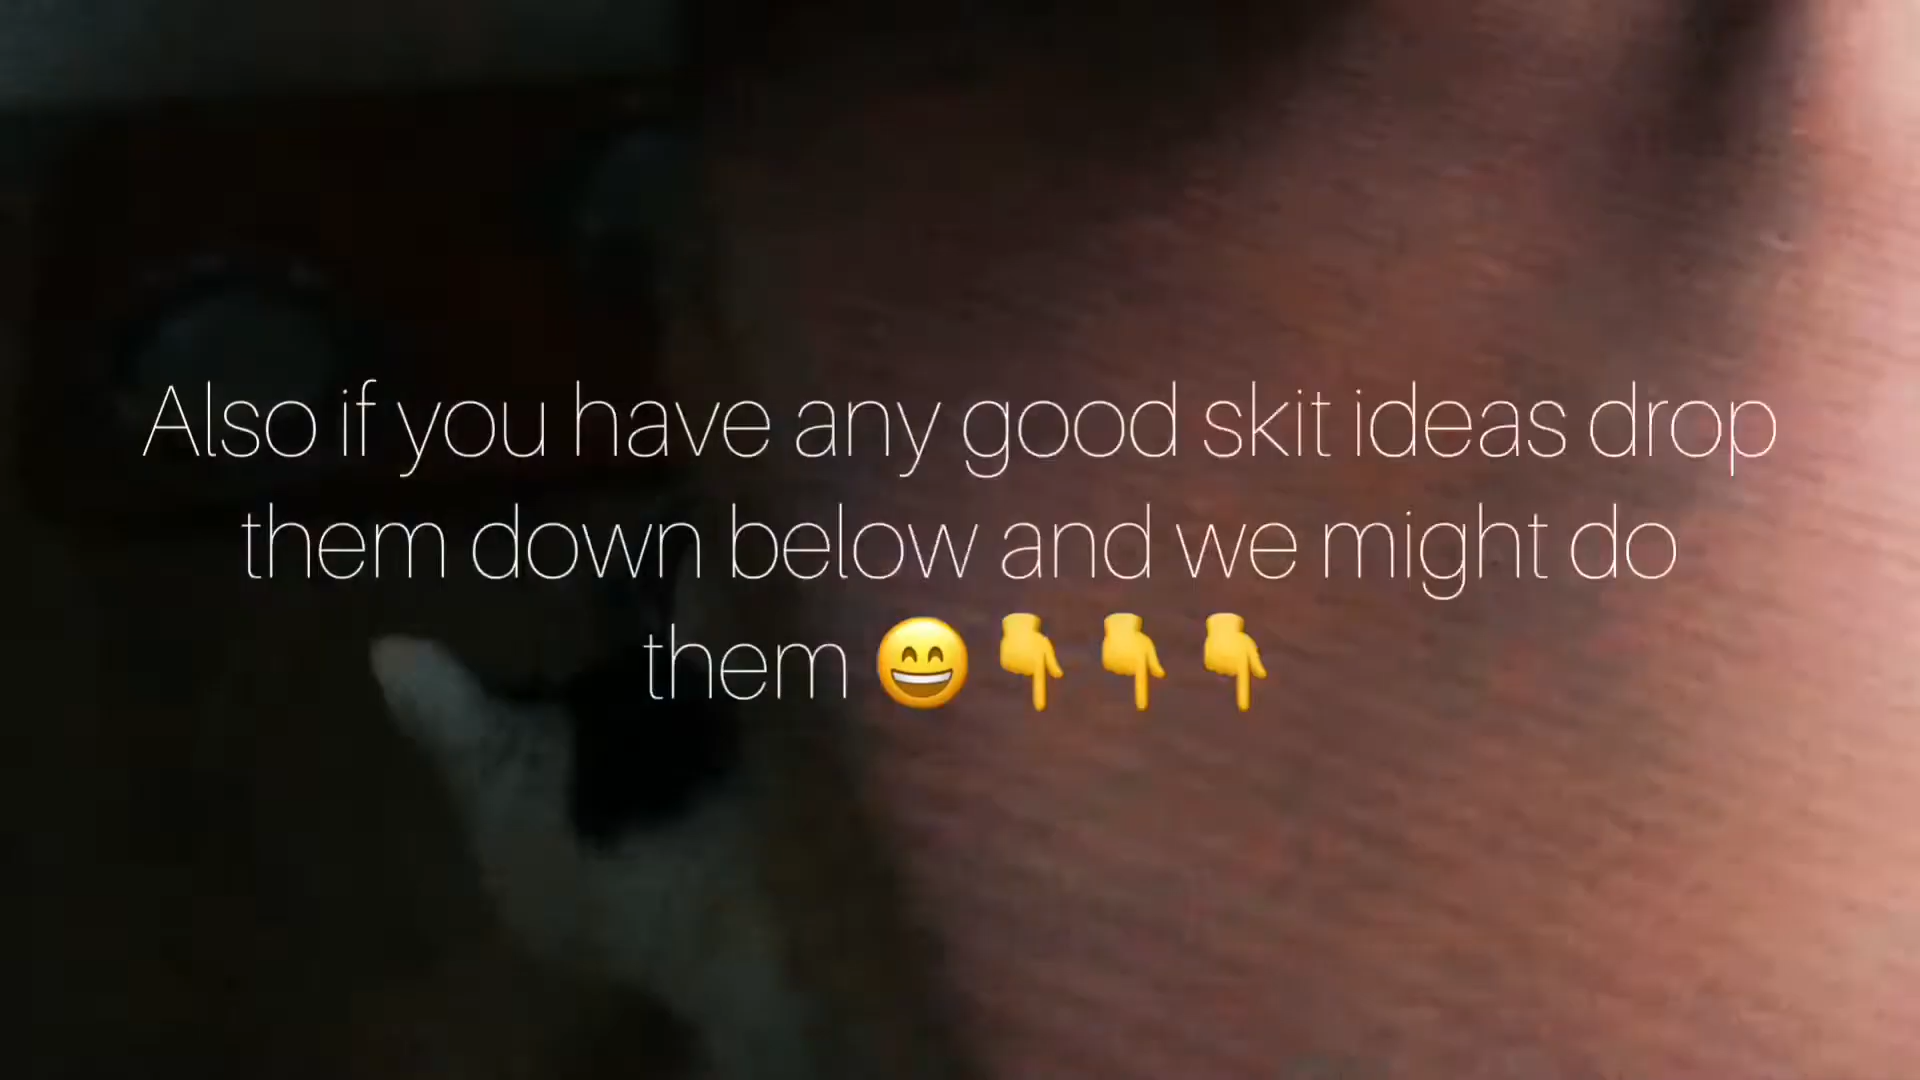 Also if you have any good skit ideas drop
them down below and we might do
them 😄👇👇👇